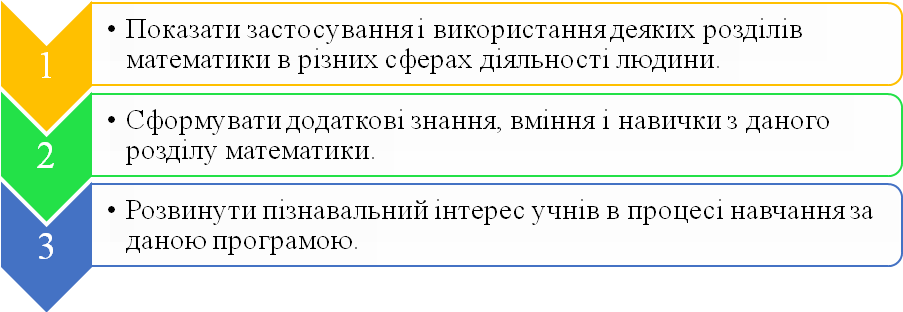 1
• Показати застосування і використання деяких розділів
математики в різних сферах діяльності людини.
2
• Сформувати додаткові знання, вміння і навички з даного
розділу математики.
3
• Розвинути пізнавальний інтерес учнів в процесі навчання за
даною програмою.